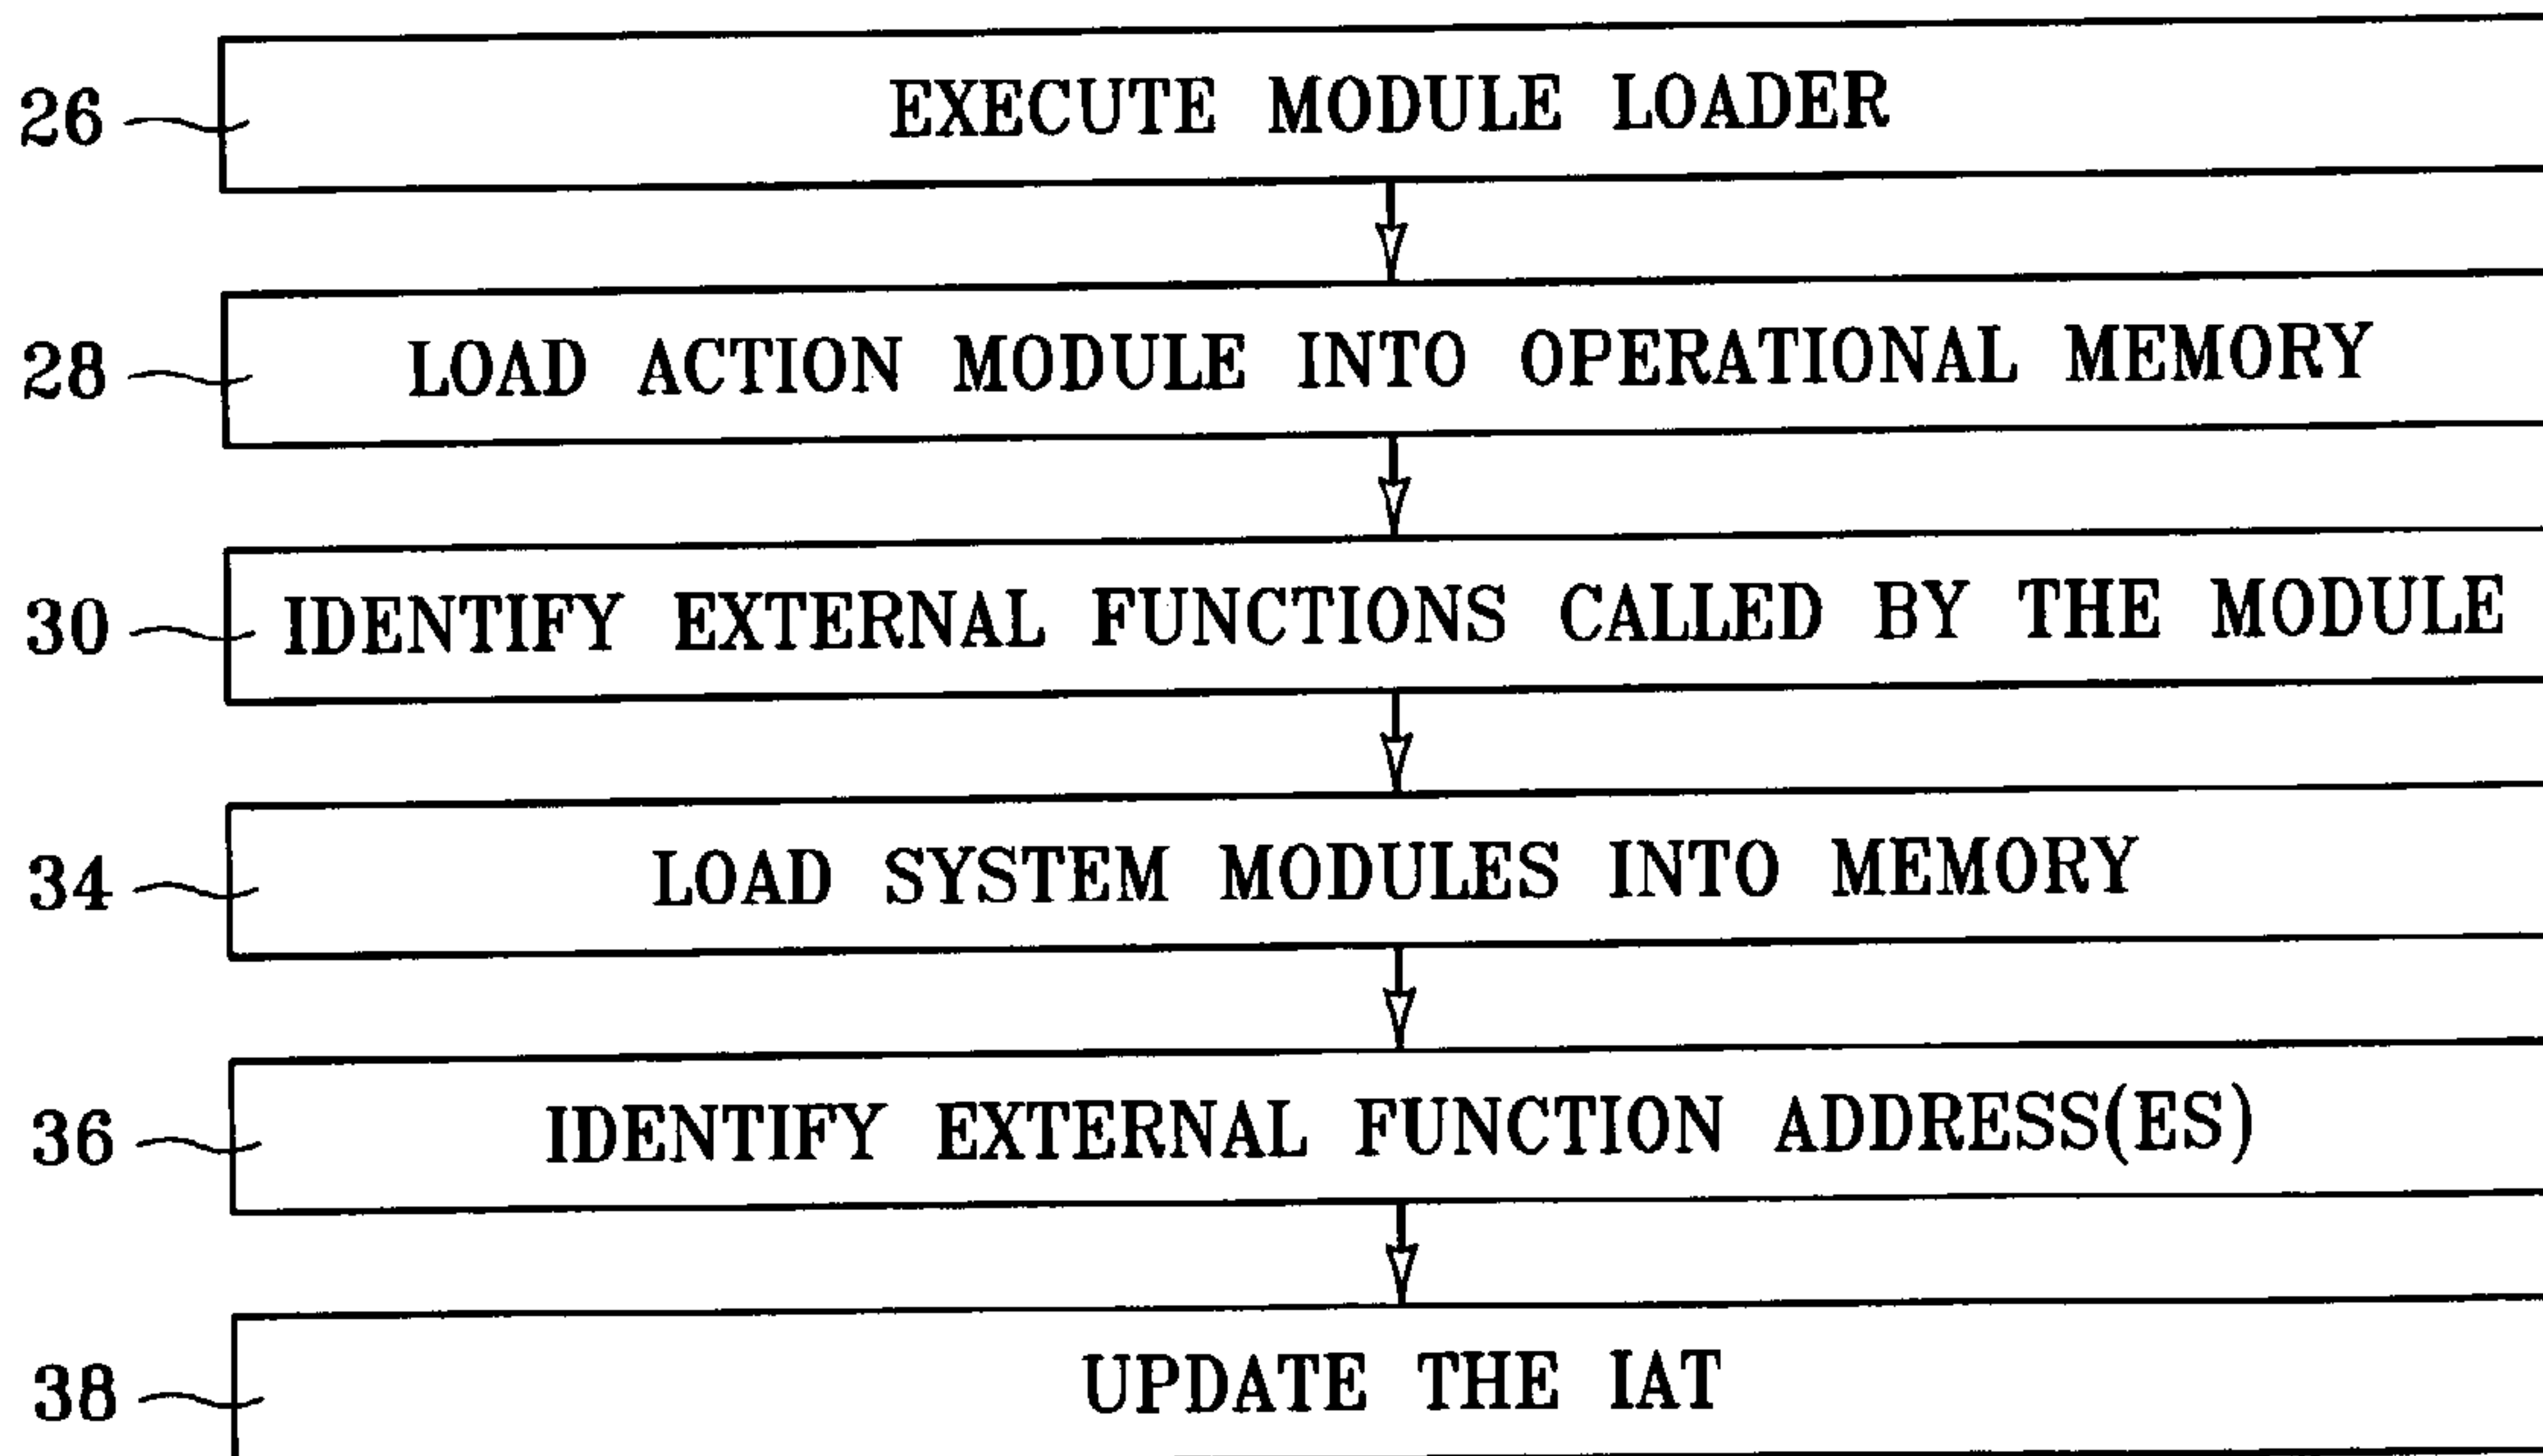 26 EXECUTE MODULE LOADER
28 LOAD ACTION MODULE INTO OPERATIONAL MEMORY
30 IDENTIFY EXTERNAL FUNCTIONS CALLED BY THE MODULE
34 LOAD SYSTEM MODULES INTO MEMORY
36 IDENTIFY EXTERNAL FUNCTION ADDRESS(ES)
38 UPDATE THE IAT